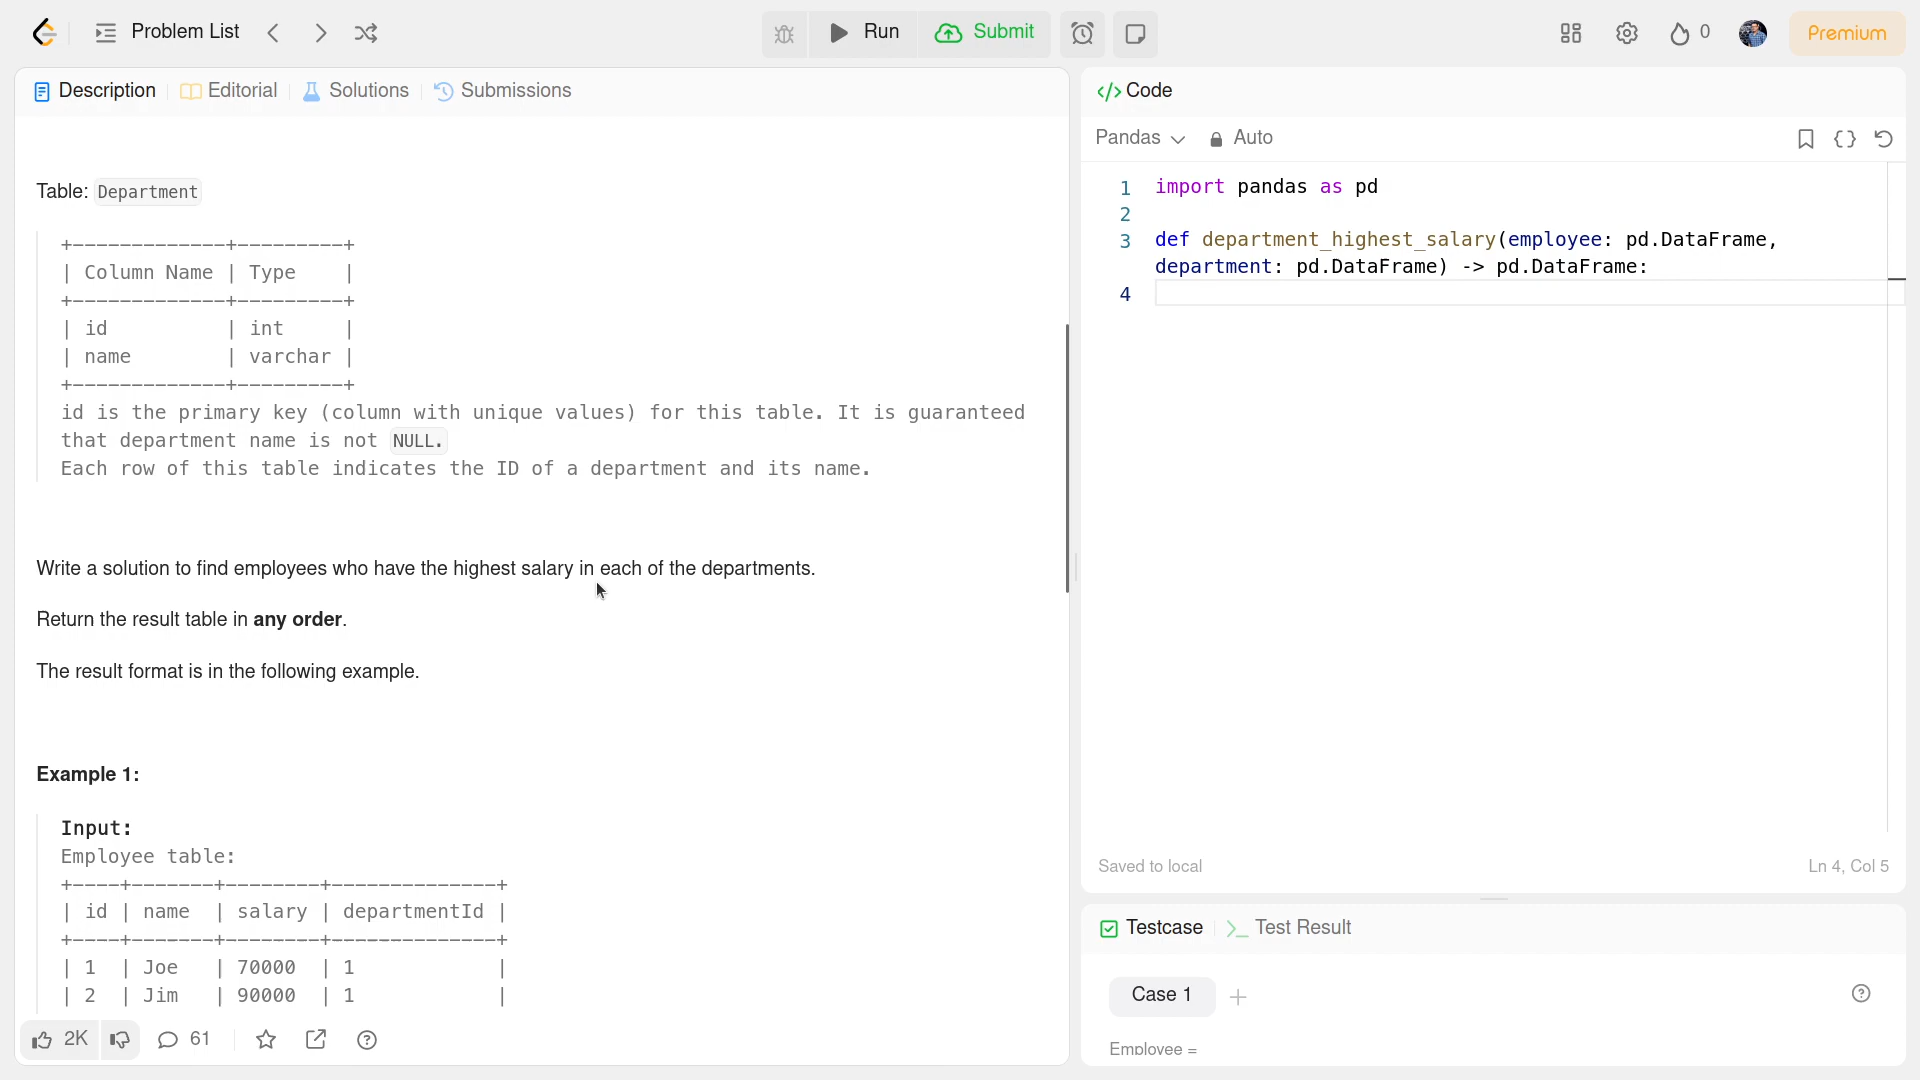 Problem List
Run
Submit
0
Premium
Description
Editorial
Solutions
Submissions
Table: Department
+-------------+---------+
| Column Name | Type    |
+-------------+---------+
| id          | int     |
| name        | varchar |
+-------------+---------+
id is the primary key (column with unique values) for this table. It is guaranteed
that department name is not NULL.
Each row of this table indicates the ID of a department and its name.
Write a solution to find employees who have the highest salary in each of the departments.
Return the result table in any order.
The result format is in the following example.
Example 1:
Input:
Employee table:
+----+-------+--------+--------------+
| id | name  | salary | departmentId |
+----+-------+--------+--------------+
| 1  | Joe   | 70000  | 1            |
| 2  | Jim   | 90000  | 1            |
2K
61
</> Code
Pandas
Auto
{}
1 import pandas as pd
2
3 def department_highest_salary(employee: pd.DataFrame,
department: pd.DataFrame) -> pd.DataFrame:
4
Saved to local
Ln 4, Col 5
Testcase
>_ Test Result
Case 1
+
Employee =